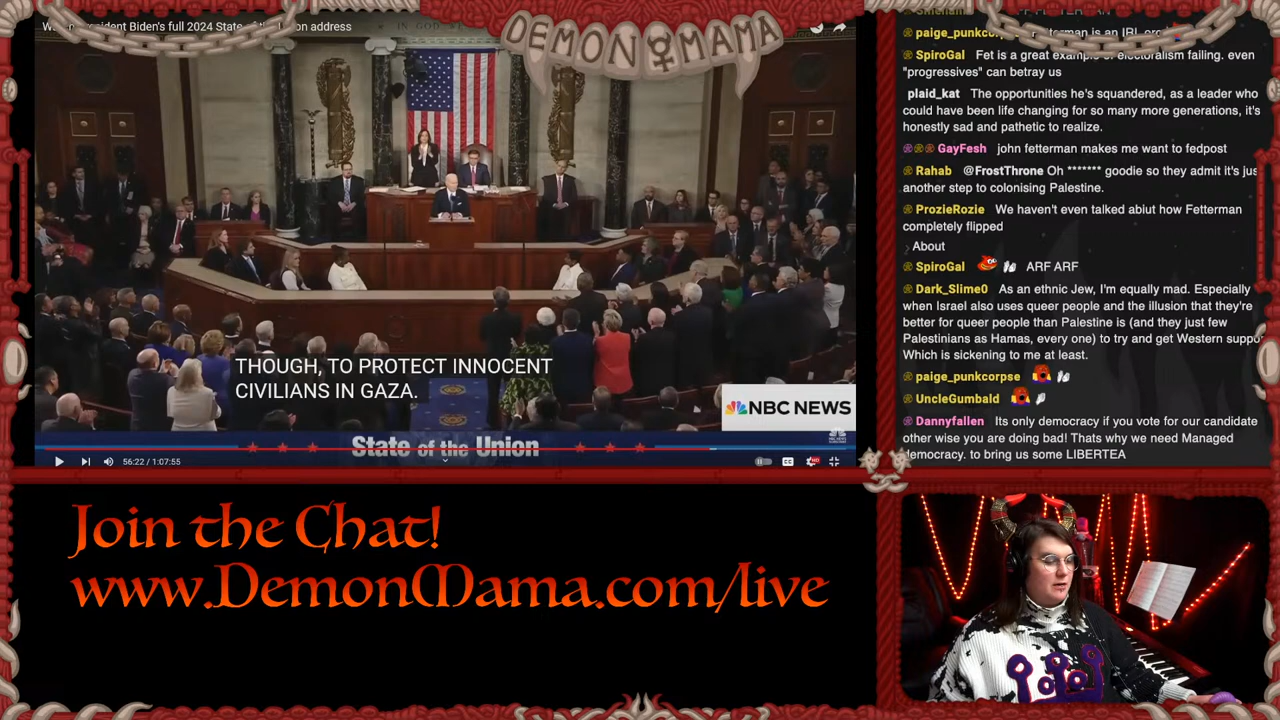 President Biden's full 2024 State
on address
IN GOD
DEMON MAMA
THOUGH, TO PROTECT INNOCENT
CIVILIANS IN GAZA.
NBC NEWS
State of the Union
56:22 / 1:07:55
CC
HD
paige_punkcorpse
SpiroGal Fet is a great example of electoralism failing. even
"progressives" can betray us
plaid_kat The opportunities he's squandered, as a leader who
could have been life changing for so many more generations, it's
honestly sad and pathetic to realize.
GayFesh john fetterman makes me want to fedpost
Rahab @FrostThrone Oh ******* goodie so they admit it's jus
another step to colonising Palestine.
ProzieRozie We haven't even talked abiut how Fetterman
completely flipped
About
SpiroGal ARF ARF
Dark_Slime0 As an ethnic Jew, I'm equally mad. Especially
when Israel also uses queer people and the illusion that they're
better for queer people than Palestine is (and they just few
Palestinians as Hamas, every one) to try and get Western suppo
Which is sickening to me at least.
paige_punkcorpse
UncleGumbald
Dannyfallen Its only democracy if you vote for our candidate
other wise you are doing bad! Thats why we need Managed
democracy. to bring us some LIBERTEA
Join the Chat!
www.DemonMama.com/live